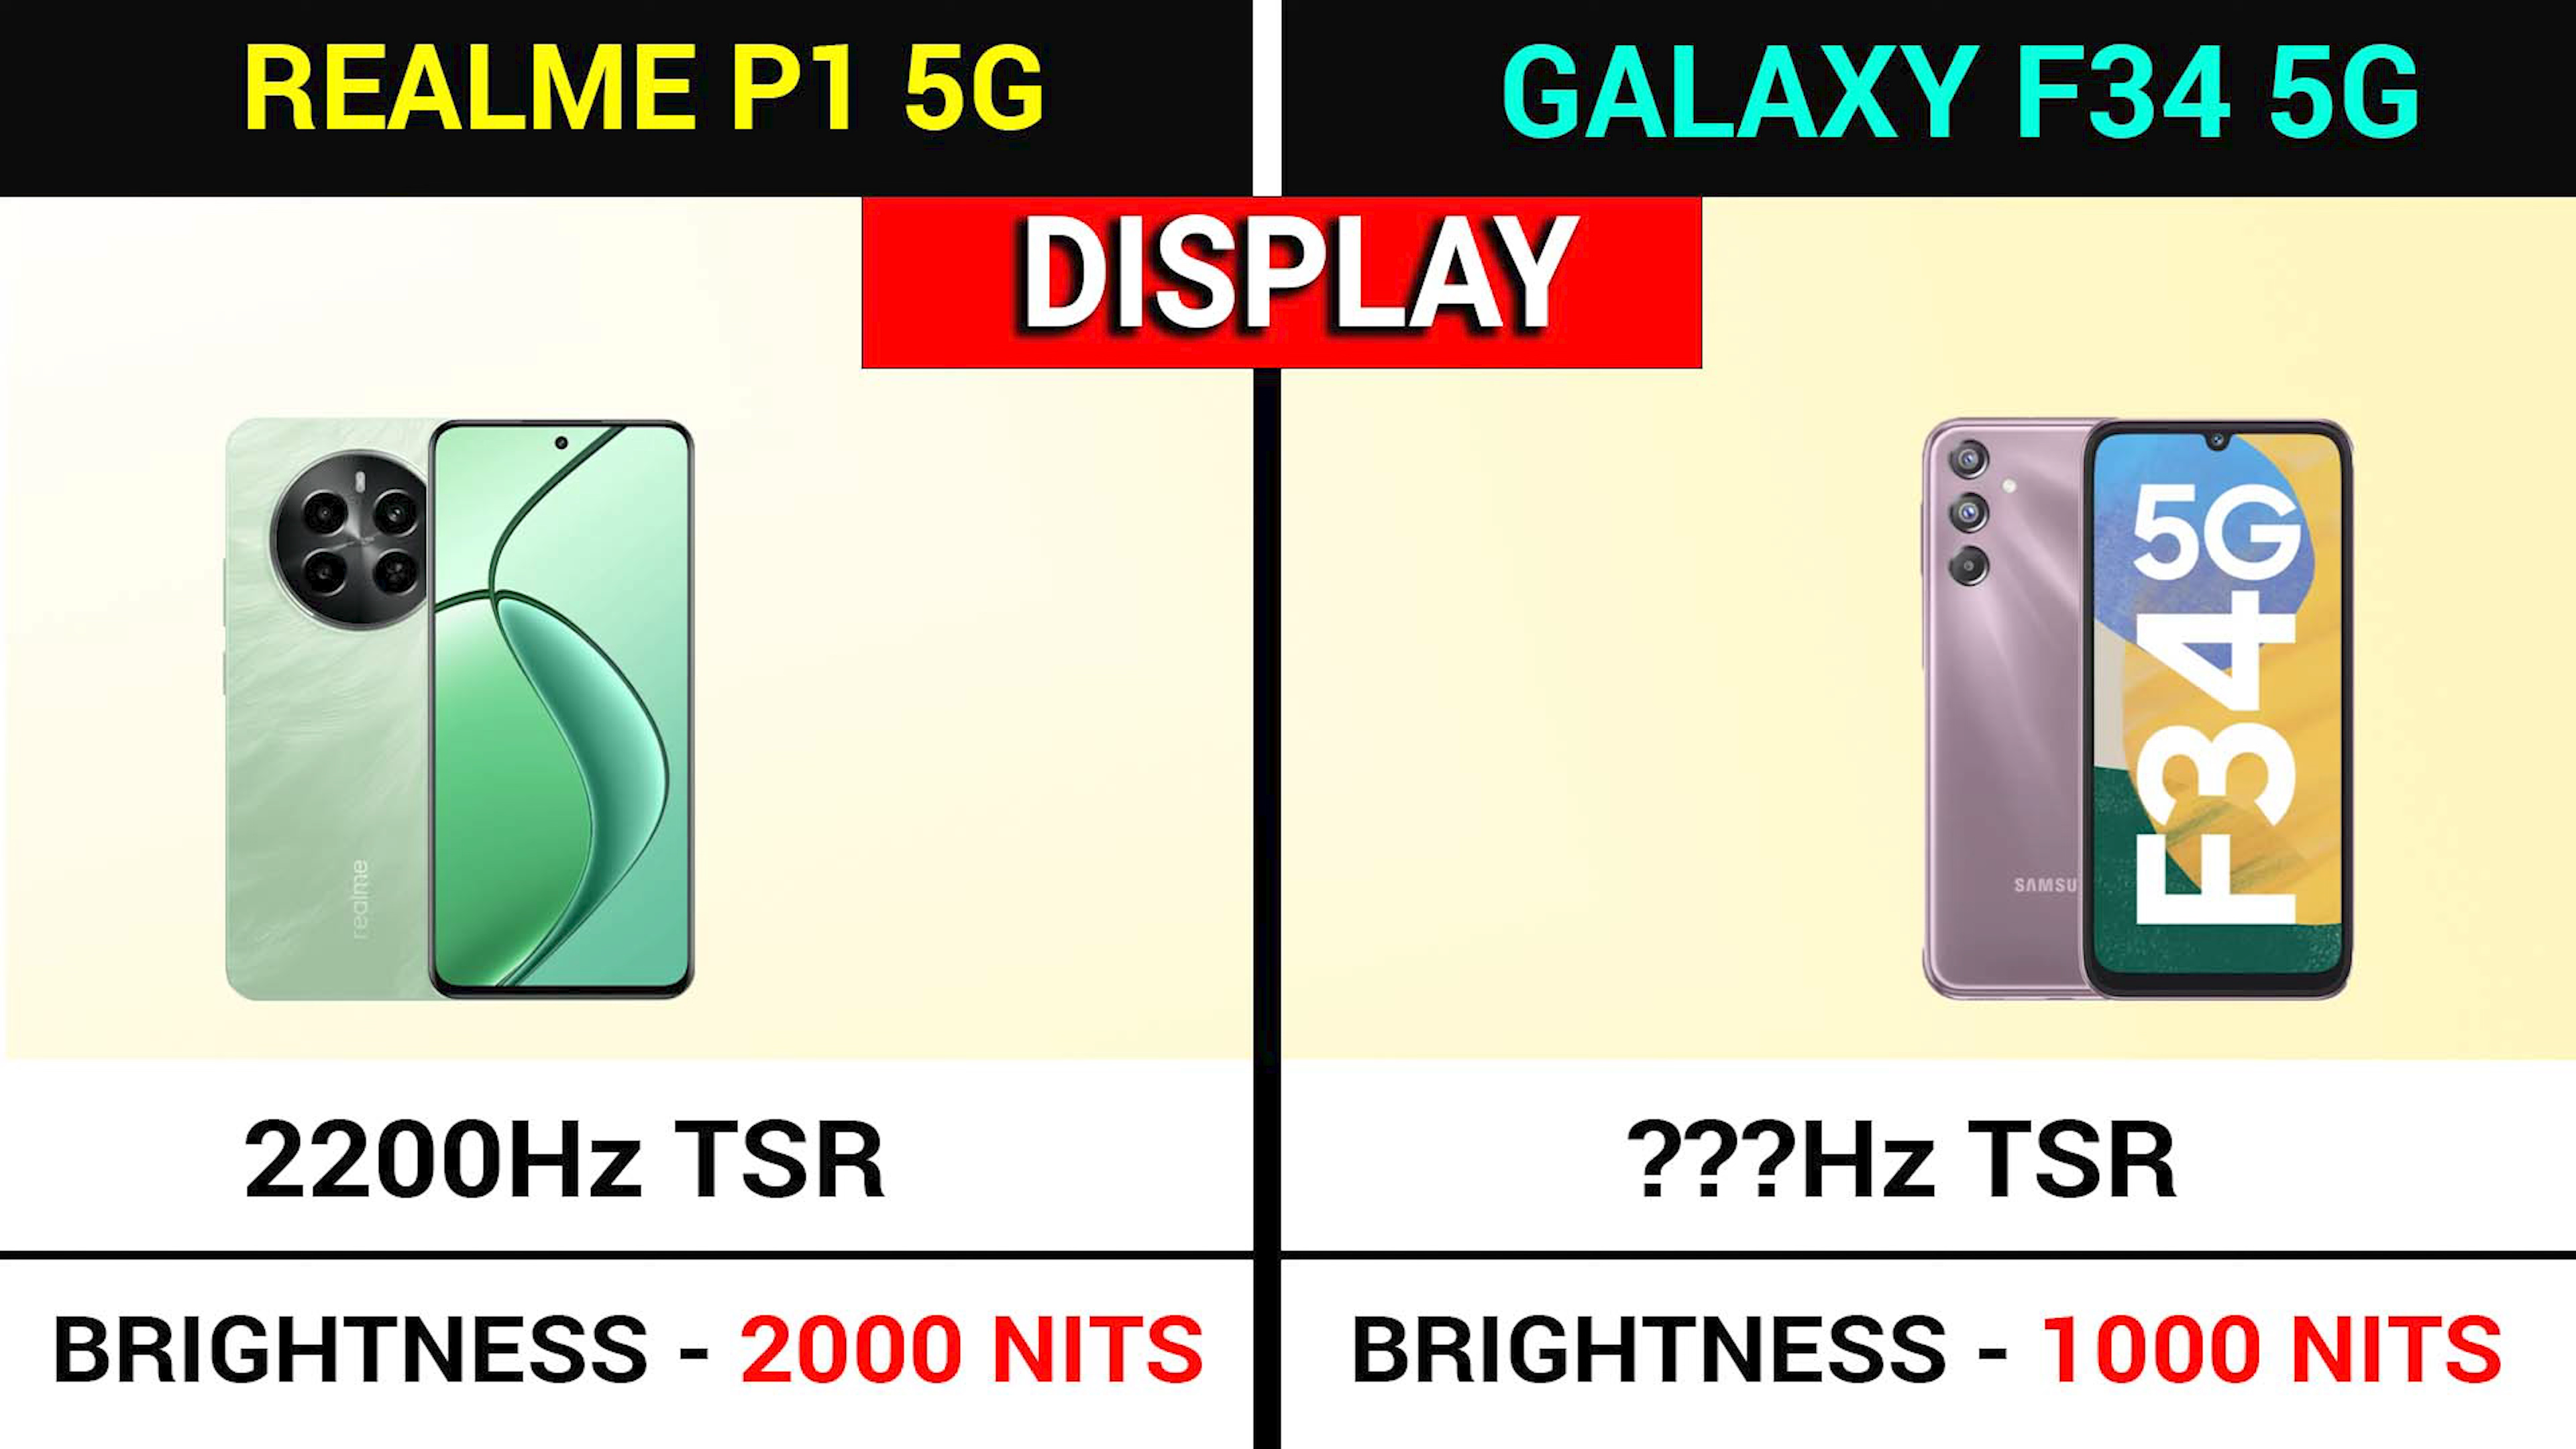 REALME P1 5G
GALAXY F34 5G
DISPLAY
realme
SAMSU
F34 5G
2200Hz TSR
???Hz TSR
BRIGHTNESS - 2000 NITS
BRIGHTNESS - 1000 NITS